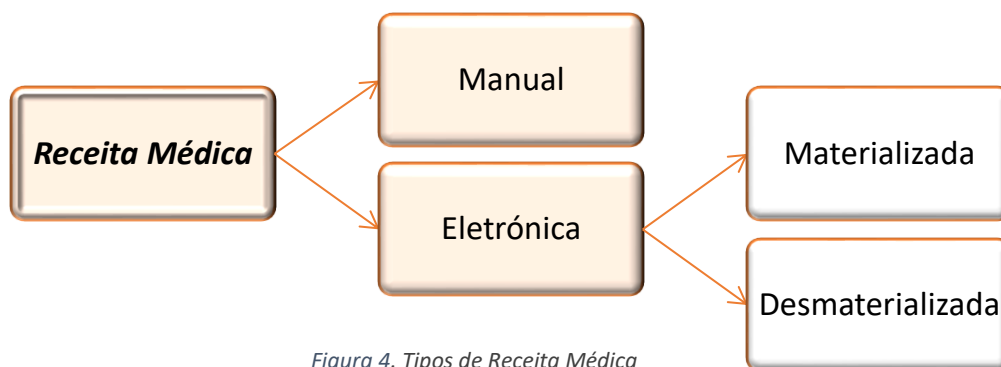 Manual
Receita Médica
Materializada
Eletrónica
Desmaterializada
Figura 4. Tipos de Receita Médica